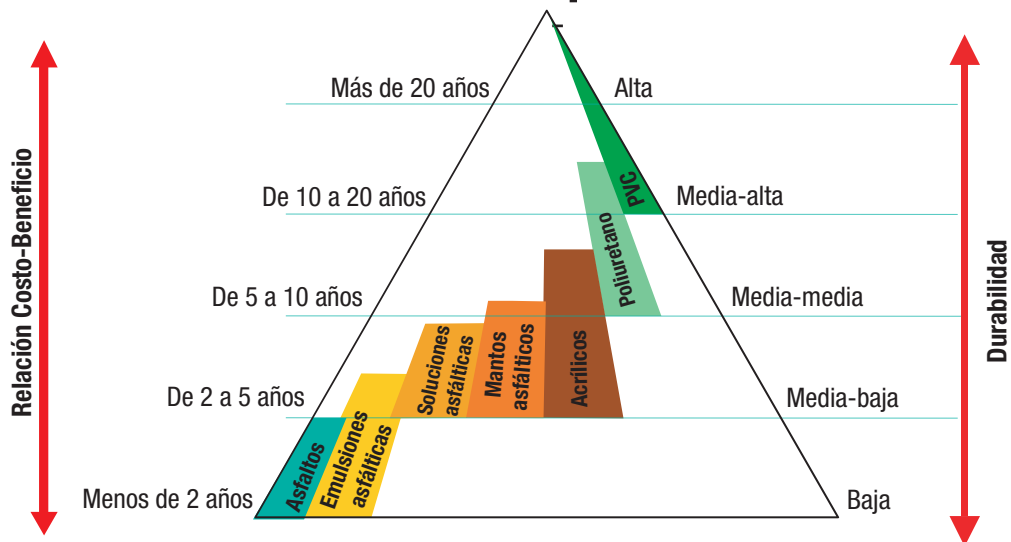 Más de 20 años
Alta
De 10 a 20 años
Media-alta
De 5 a 10 años
Media-media
De 2 a 5 años
Media-baja
Menos de 2 años
Baja
Relación Costo-Beneficio
Durabilidad
Asfaltos
Emulsiones
asfálticas
Soluciones
asfálticas
Mantos
asfálticos
Acrílicos
Poliuretano
PVC